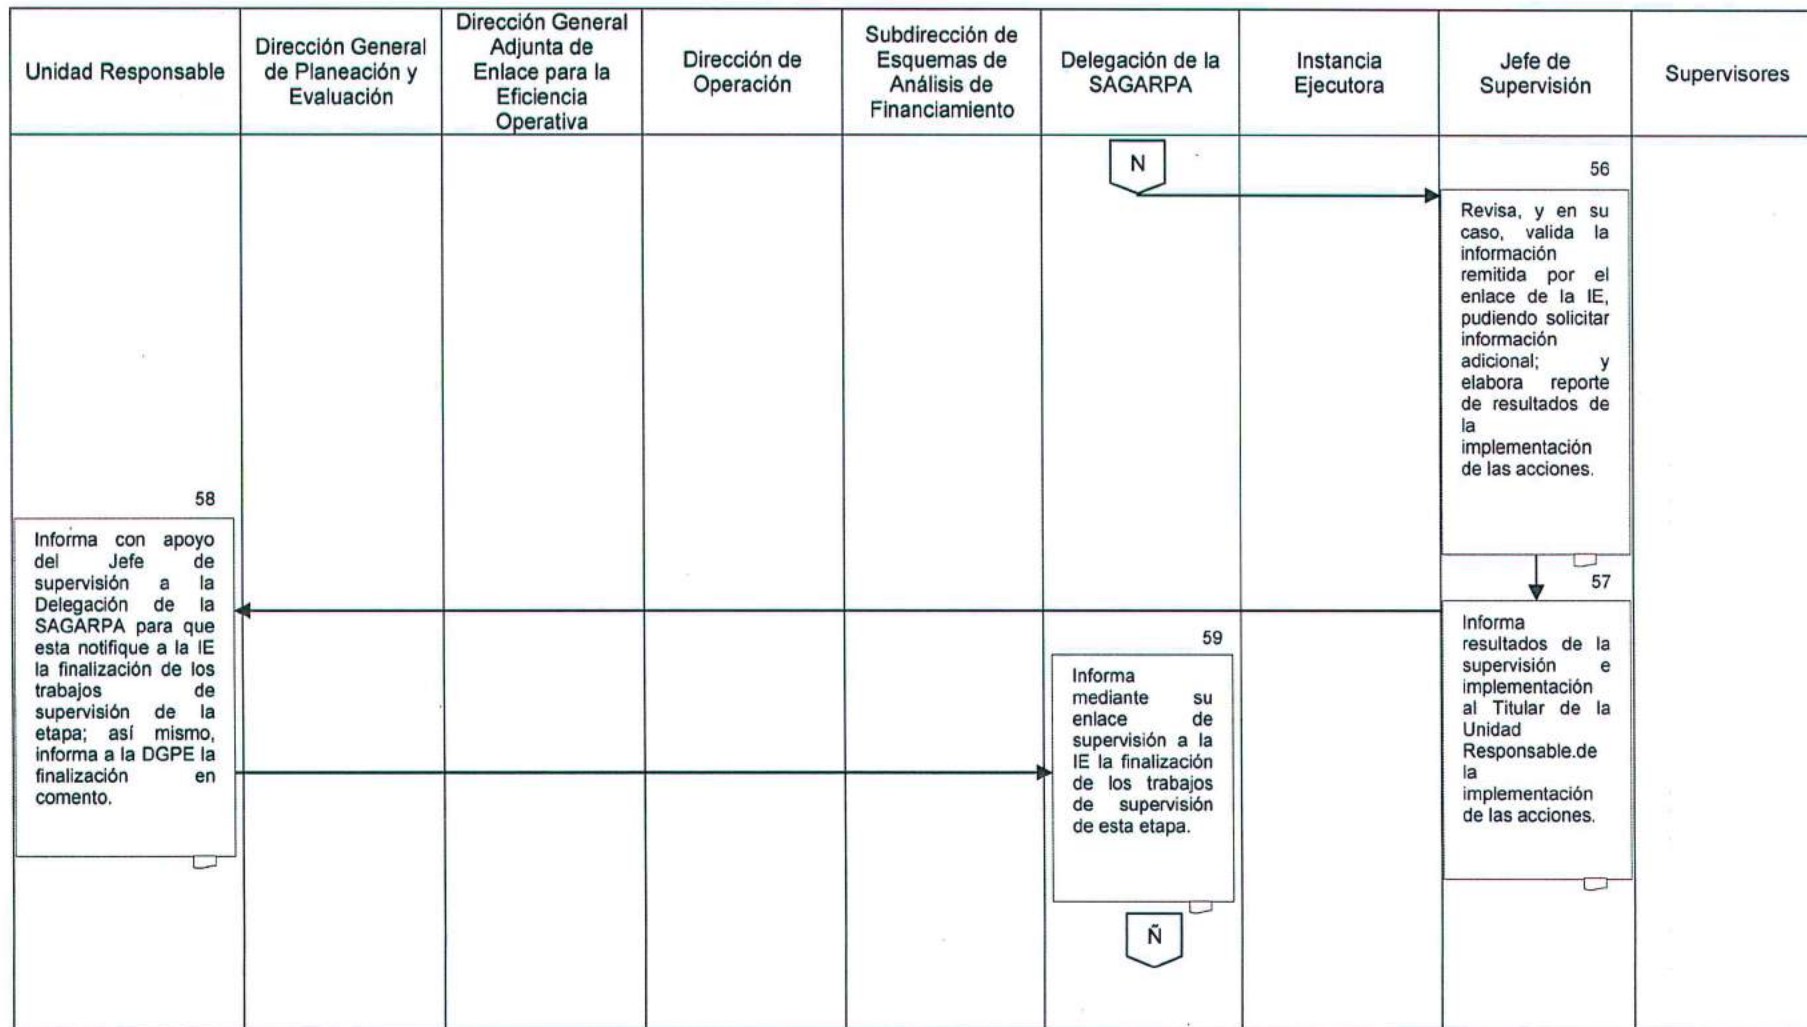 Unidad Responsable
Dirección General
de Planeación y
Evaluación
Dirección General
Adjunta de
Enlace para la
Eficiencia
Operativa
Dirección de
Operación
Subdirección de
Esquemas de
Análisis de
Financiamiento
Delegación de la
SAGARPA
Instancia
Ejecutora
Jefe de
Supervisión
Supervisores
N
56
Revisa, y en su
caso, valida la
información
remitida por el
enlace de la IE,
pudiendo solicitar
información
adicional; y
elabora reporte
de resultados de
la
implementación
de las acciones.
57
Informa
resultados de la
supervisión e
implementación
al Titular de la
Unidad
Responsable.de
la
implementación
de las acciones.
58
Informa con apoyo
del Jefe de
supervisión a la
Delegación de la
SAGARPA para que
esta notifique a la IE
la finalización de los
trabajos de
supervisión de la
etapa; así mismo,
informa a la DGPE la
finalización en
comento.
59
Informa
mediante su
enlace de
supervisión a la
IE la finalización
de los trabajos
de supervisión
de esta etapa.
Ñ